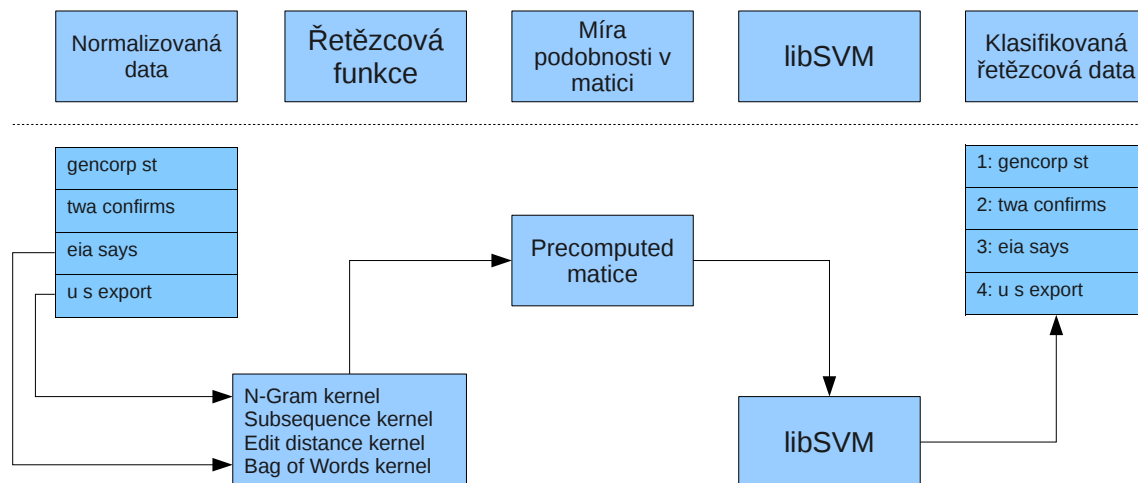 Normalizovaná
data
Řetězcová
funkce
Míra
podobnosti v
matici
libSVM
Klasifikovaná
řetězcová data
gencorp st
twa confirms
eia says
u s export
N-Gram kernel
Subsequence kernel
Edit distance kernel
Bag of Words kernel
Precomputed
matice
libSVM
1: gencorp st
2: twa confirms
3: eia says
4: u s export